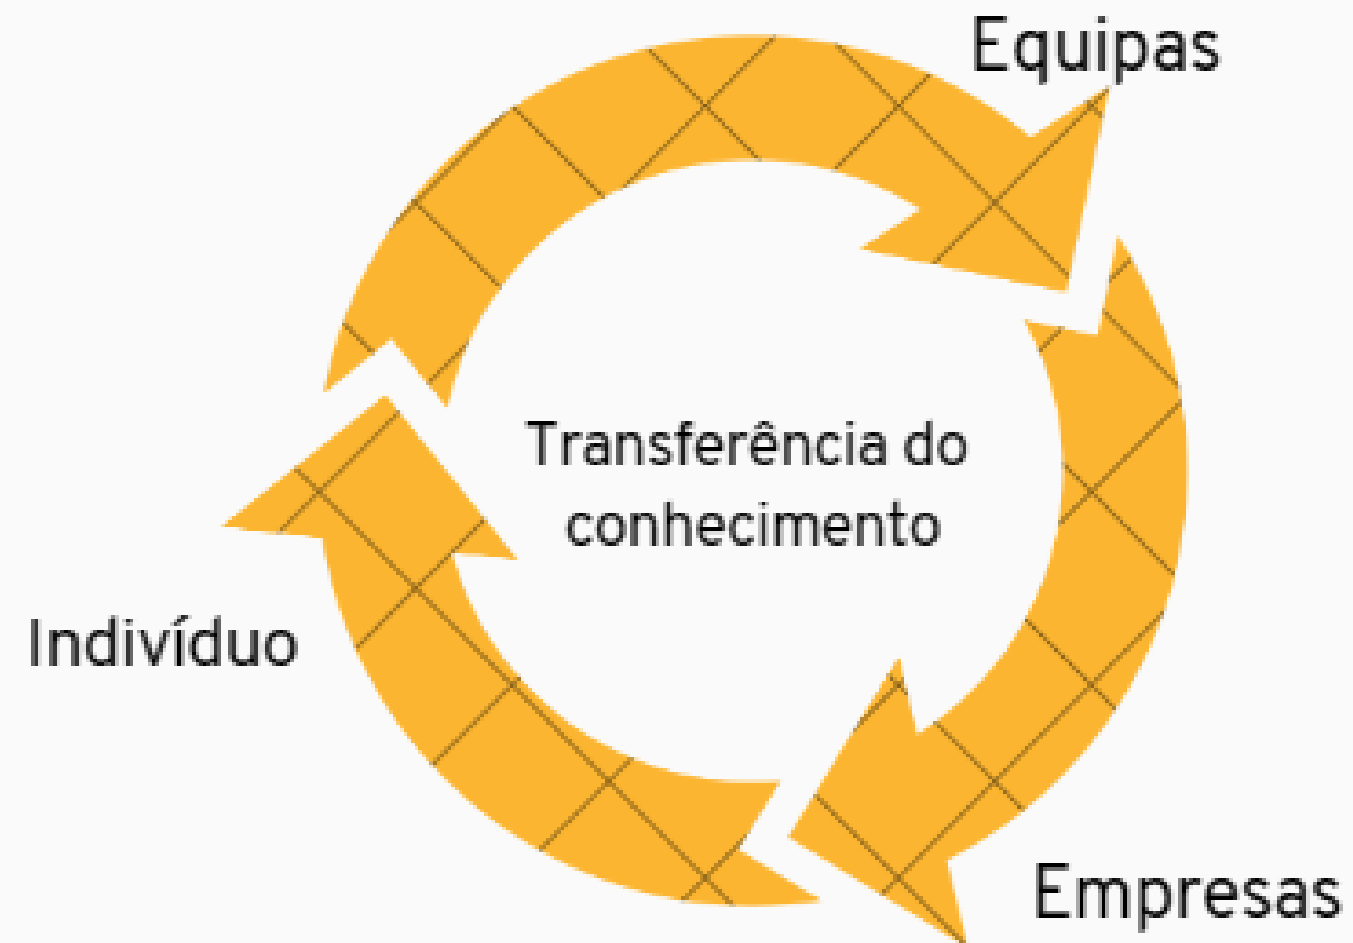 Equipas
Transferência do
conhecimento
Indivíduo
Empresas